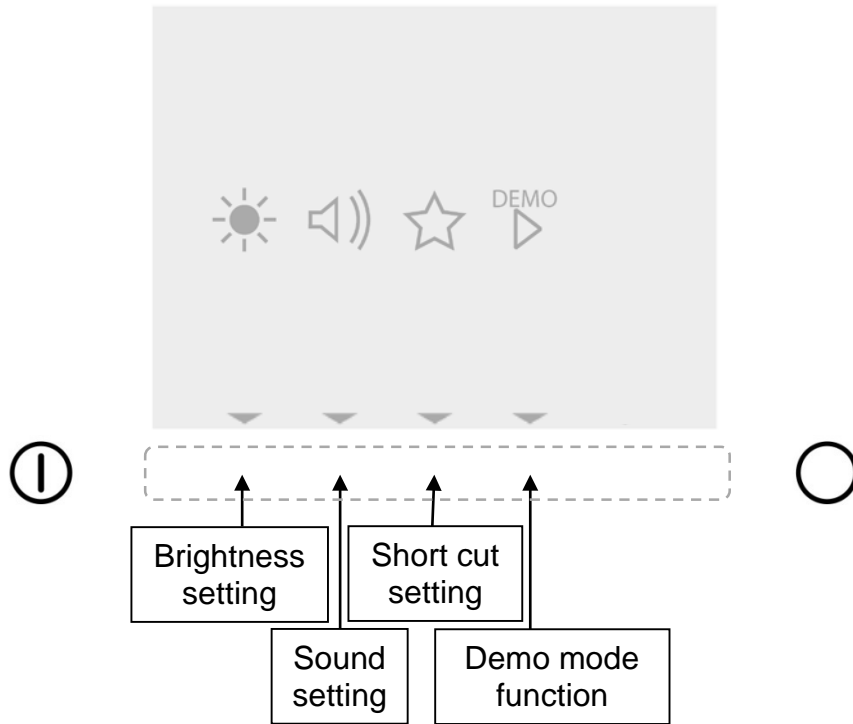 DEMO
Brightness
setting
Short cut
setting
Sound
setting
Demo mode
function